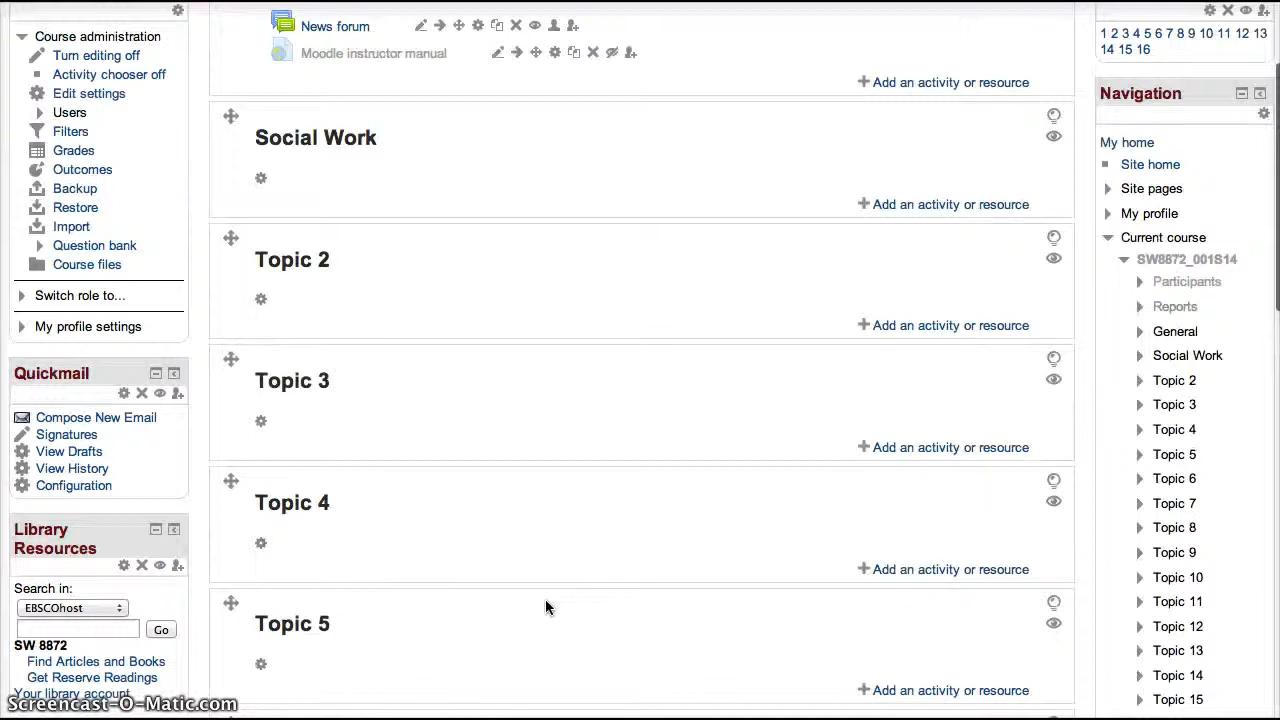 Course administration
Turn editing off
Activity chooser off
Edit settings
Users
Filters
Grades
Outcomes
Backup
Restore
Import
Question bank
Course files
Switch role to...
My profile settings
Quickmail
Compose New Email
Signatures
View Drafts
View History
Configuration
Library
Resources
Search in:
EBSCOhost
Go
SW 8872
Find Articles and Books
Get Reserve Readings
Your library account
Screencast-O-Matic.com
News forum
Moodle instructor manual
Add an activity or resource
Social Work
Add an activity or resource
Topic 2
Add an activity or resource
Topic 3
Add an activity or resource
Topic 4
Add an activity or resource
Topic 5
Add an activity or resource
1 2 3 4 5 6 7 8 9 10 11 12 13
14 15 16
Navigation
My home
Site home
Site pages
My profile
Current course
SW8872_001S14
Participants
Reports
General
Social Work
Topic 2
Topic 3
Topic 4
Topic 5
Topic 6
Topic 7
Topic 8
Topic 9
Topic 10
Topic 11
Topic 12
Topic 13
Topic 14
Topic 15